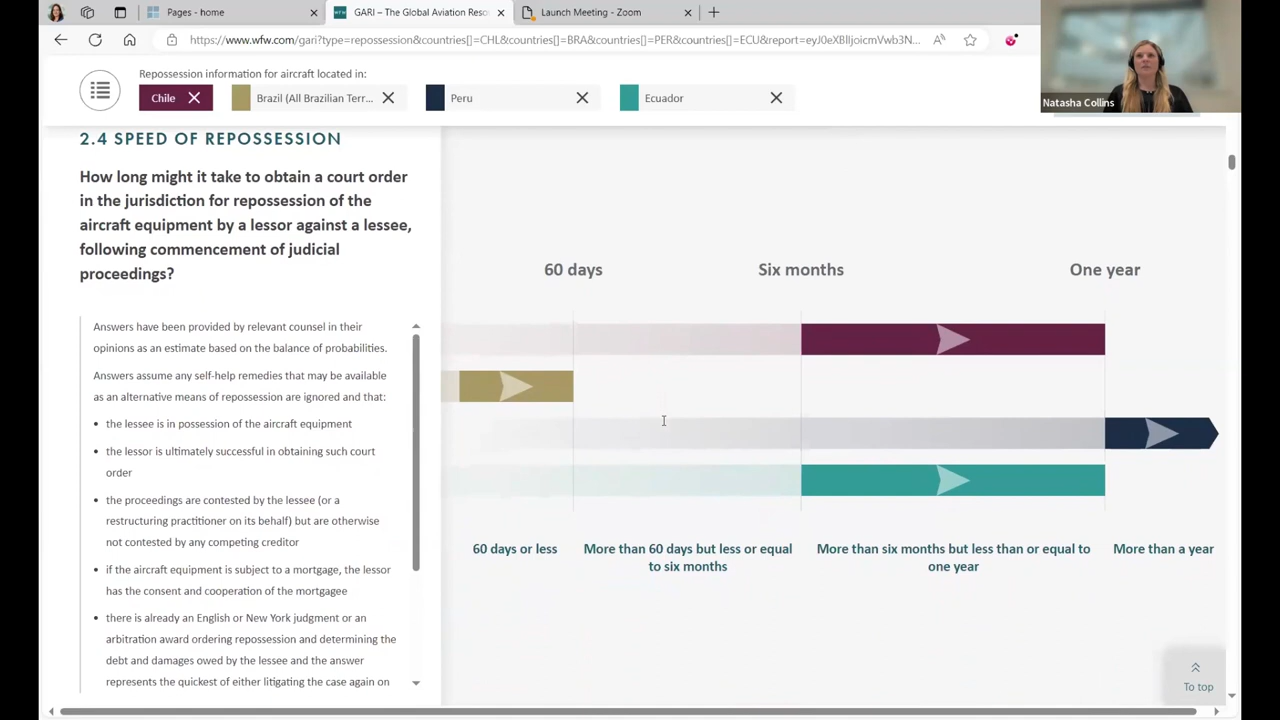 Pages - home
GARI – The Global Aviation Reso
Launch Meeting - Zoom
https://www.wfw.com/gari?type=repossession&countries[]=CHL&countries[]=BRA&countries[]=PER&countries[]=ECU&report=eyJ0eXBlIjoicmVwb3N...
Natasha Collins
Repossession information for aircraft located in:
Chile
Brazil (All Brazilian Terr...
Peru
Ecuador
2.4 SPEED OF REPOSSESSION
How long might it take to obtain a court order
in the jurisdiction for repossession of the
aircraft equipment by a lessor against a lessee,
following commencement of judicial
proceedings?
Answers have been provided by relevant counsel in their
opinions as an estimate based on the balance of probabilities.
Answers assume any self-help remedies that may be available
as an alternative means of repossession are ignored and that:
• the lessee is in possession of the aircraft equipment
• the lessor is ultimately successful in obtaining such court
order
• the proceedings are contested by the lessee (or a
restructuring practitioner on its behalf) but are otherwise
not contested by any competing creditor
• if the aircraft equipment is subject to a mortgage, the lessor
has the consent and cooperation of the mortgagee
• there is already an English or New York judgment or an
arbitration award ordering repossession and determining the
debt and damages owed by the lessee and the answer
represents the quickest of either litigating the case again on
60 days
Six months
One year
60 days or less
More than 60 days but less or equal
to six months
More than six months but less than or equal to
one year
More than a year
To top